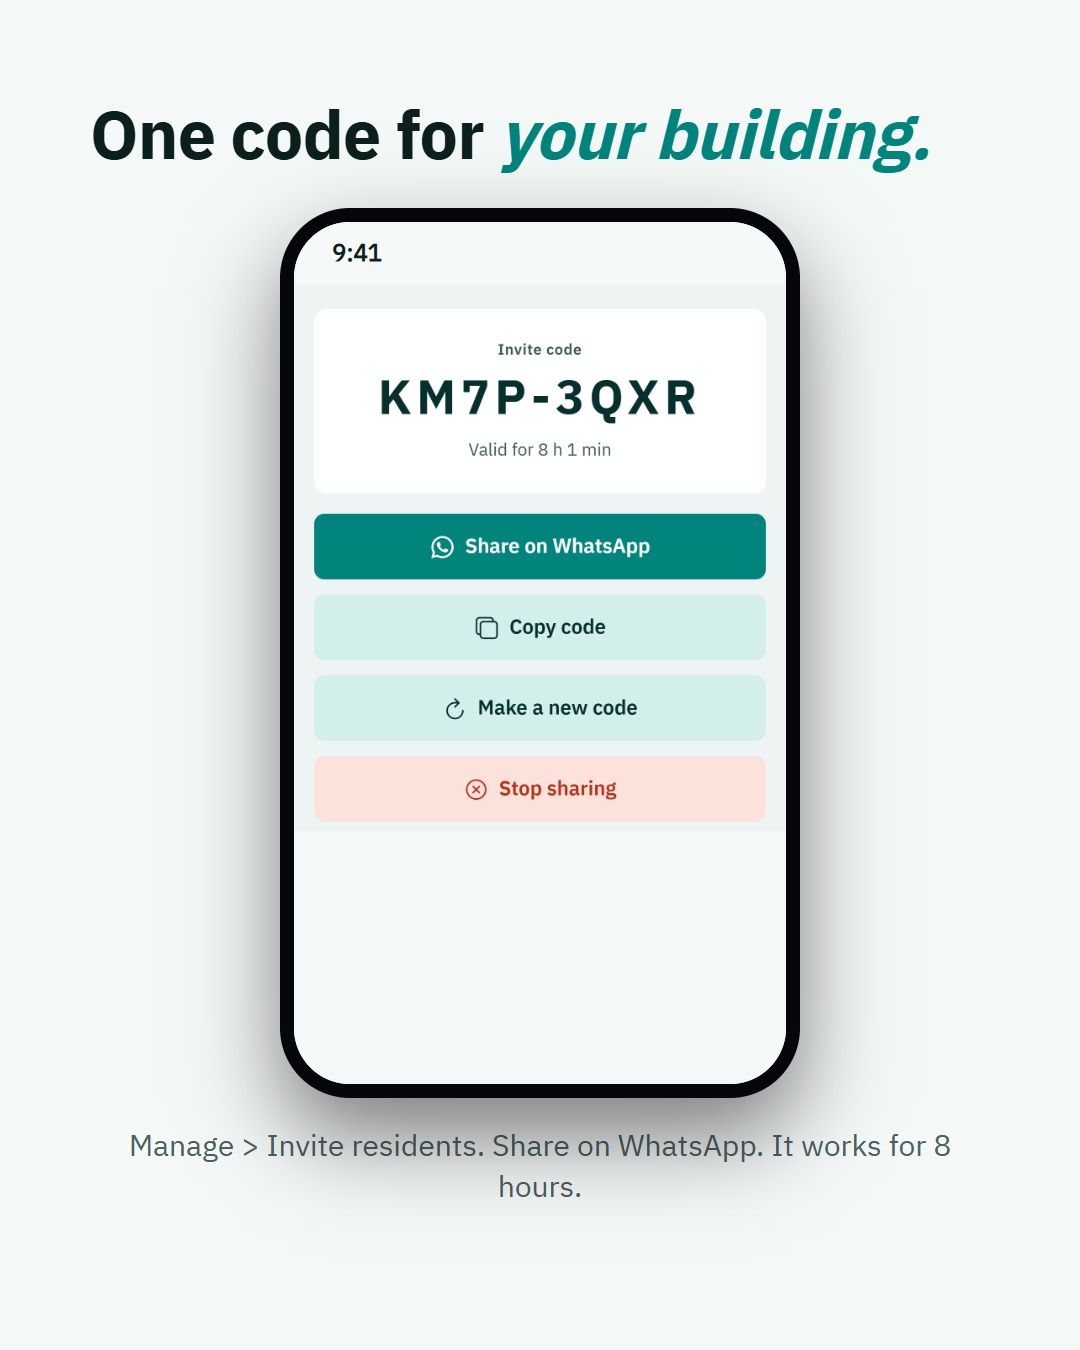 One code for your building.
9:41
Invite code
KM7P-3QXR
Valid for 8 h 1 min
Share on WhatsApp
Copy code
Make a new code
Stop sharing
Manage > Invite residents. Share on WhatsApp. It works for 8
hours.